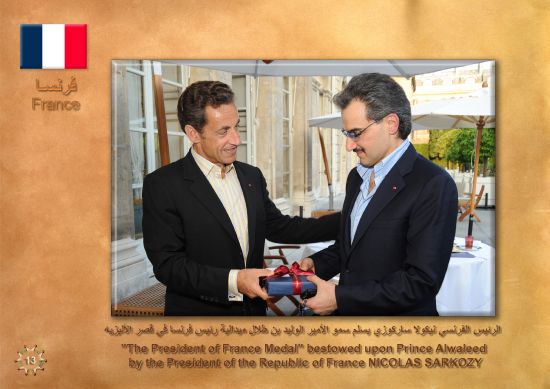 فرنسا
France
الرئيس الفرنسي نيكولا ساركوزي يسلم سمو الأمير الوليد بن طلال ميدالية رئيس فرنسا في قصر الاليزيه
"The President of France Medal" bestowed upon Prince Alwaleed
by the President of the Republic of France NICOLAS SARKOZY
13